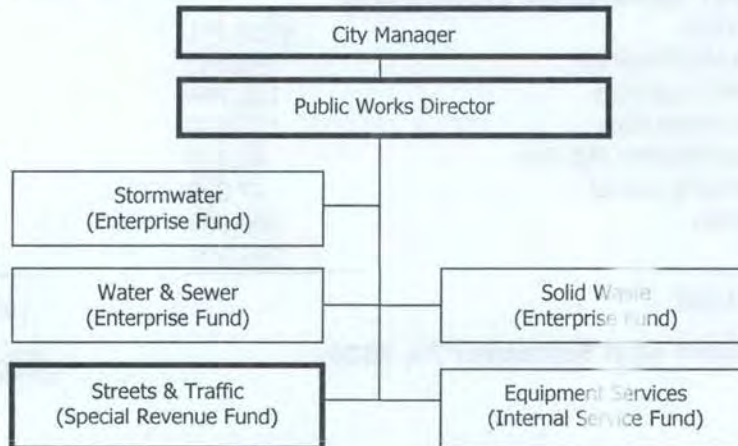 City Manager
Public Works Director
Stormwater
(Enterprise Fund)
Water & Sewer
(Enterprise Fund)
Solid Waste
(Enterprise Fund)
Streets & Traffic
(Special Revenue Fund)
Equipment Services
(Internal Service Fund)